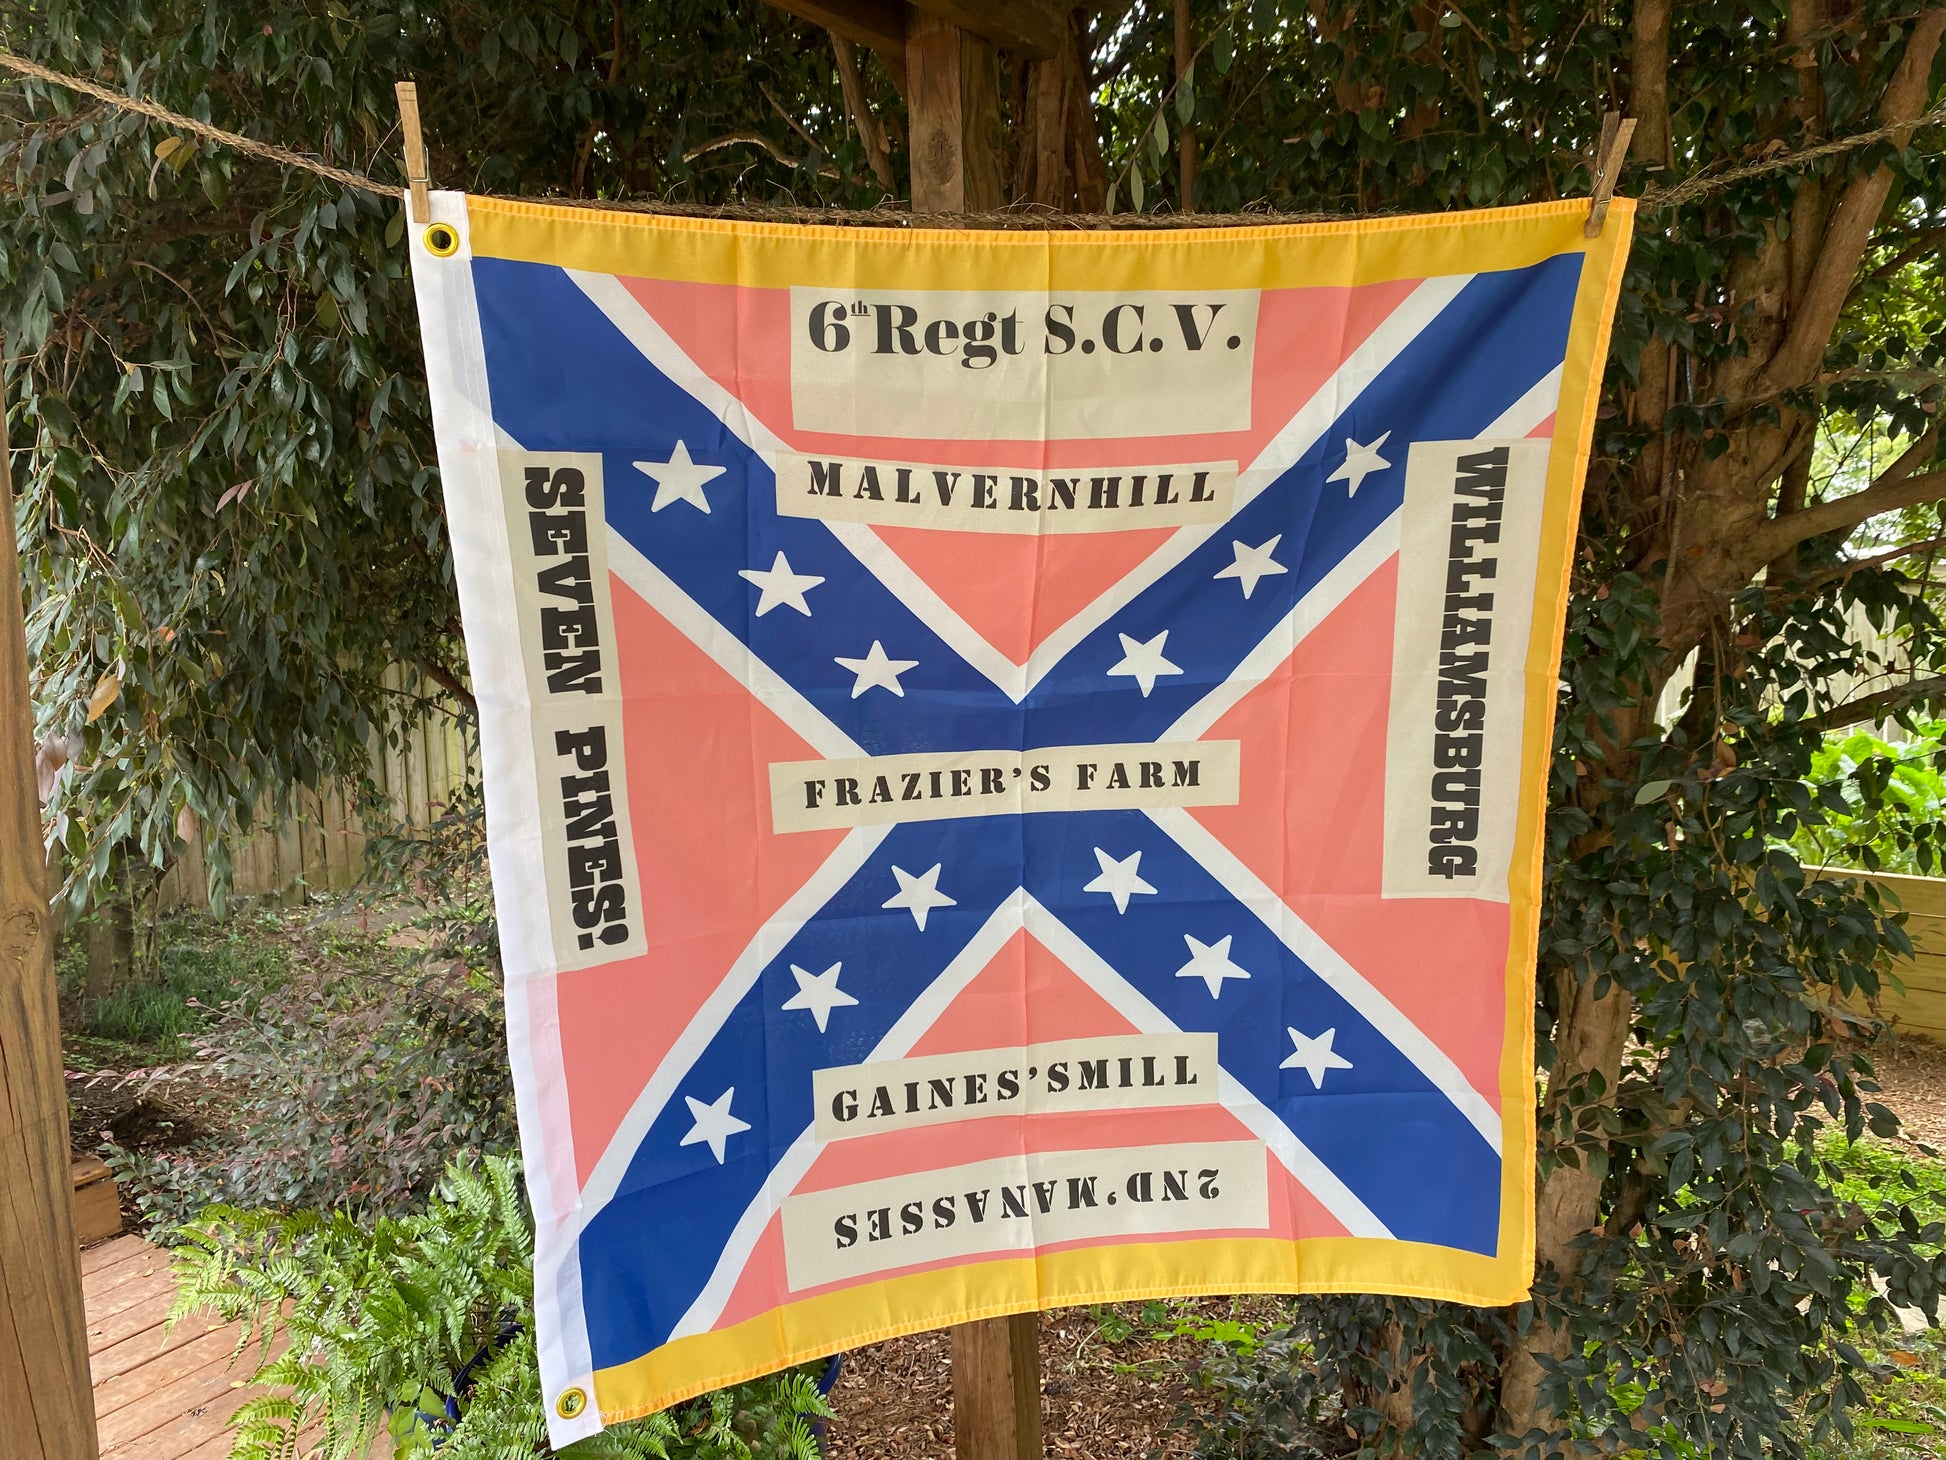 6th Regt S.C.V.
MALVERNHILL
SEVEN PINES!
WILLIAMSBURG
FRAZIER'S FARM
GAINES'SMILL
2ND'MANASSES